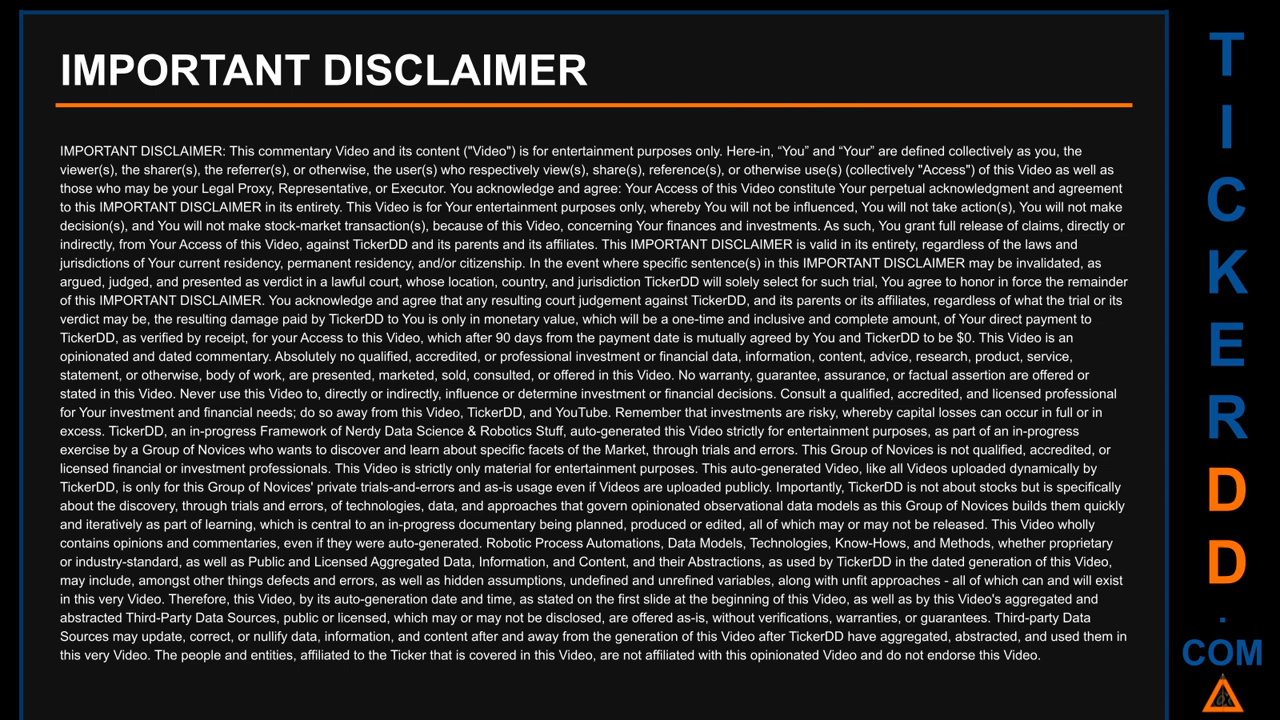 IMPORTANT DISCLAIMER
IMPORTANT DISCLAIMER: This commentary Video and its content ("Video") is for entertainment purposes only. Here-in, “You” and “Your” are defined collectively as you, the
viewer(s), the sharer(s), the referrer(s), or otherwise, the user(s) who respectively view(s), share(s), reference(s), or otherwise use(s) (collectively "Access") of this Video as well as
those who may be your Legal Proxy, Representative, or Executor. You acknowledge and agree: Your Access of this Video constitute Your perpetual acknowledgment and agreement
to this IMPORTANT DISCLAIMER in its entirety. This Video is for Your entertainment purposes only, whereby You will not be influenced, You will not take action(s), You will not make
decision(s), and You will not make stock-market transaction(s), because of this Video, concerning Your finances and investments. As such, You grant full release of claims, directly or
indirectly, from Your Access of this Video, against TickerDD and its parents and its affiliates. This IMPORTANT DISCLAIMER is valid in its entirety, regardless of the laws and
jurisdictions of Your current residency, permanent residency, and/or citizenship. In the event where specific sentence(s) in this IMPORTANT DISCLAIMER may be invalidated, as
argued, judged, and presented as verdict in a lawful court, whose location, country, and jurisdiction TickerDD will solely select for such trial, You agree to honor in force the remainder
of this IMPORTANT DISCLAIMER. You acknowledge and agree that any resulting court judgement against TickerDD, and its parents or its affiliates, regardless of what the trial or its
verdict may be, the resulting damage paid by TickerDD to You is only in monetary value, which will be a one-time and inclusive and complete amount, of Your direct payment to
TickerDD, as verified by receipt, for your Access to this Video, which after 90 days from the payment date is mutually agreed by You and TickerDD to be $0. This Video is an
opinionated and dated commentary. Absolutely no qualified, accredited, or professional investment or financial data, information, content, advice, research, product, service,
statement, or otherwise, body of work, are presented, marketed, sold, consulted, or offered in this Video. No warranty, guarantee, assurance, or factual assertion are offered or
stated in this Video. Never use this Video to, directly or indirectly, influence or determine investment or financial decisions. Consult a qualified, accredited, and licensed professional
for Your investment and financial needs; do so away from this Video, TickerDD, and YouTube. Remember that investments are risky, whereby capital losses can occur in full or in
excess. TickerDD, an in-progress Framework of Nerdy Data Science & Robotics Stuff, auto-generated this Video strictly for entertainment purposes, as part of an in-progress
exercise by a Group of Novices who wants to discover and learn about specific facets of the Market, through trials and errors. This Group of Novices is not qualified, accredited, or
licensed financial or investment professionals. This Video is strictly only material for entertainment purposes. This auto-generated Video, like all Videos uploaded dynamically by
TickerDD, is only for this Group of Novices' private trials-and-errors and as-is usage even if Videos are uploaded publicly. Importantly, TickerDD is not about stocks but is specifically
about the discovery, through trials and errors, of technologies, data, and approaches that govern opinionated observational data models as this Group of Novices builds them quickly
and iteratively as part of learning, which is central to an in-progress documentary being planned, produced or edited, all of which may or may not be released. This Video wholly
contains opinions and commentaries, even if they were auto-generated. Robotic Process Automations, Data Models, Technologies, Know-Hows, and Methods, whether proprietary
or industry-standard, as well as Public and Licensed Aggregated Data, Information, and Content, and their Abstractions, as used by TickerDD in the dated generation of this Video,
may include, amongst other things defects and errors, as well as hidden assumptions, undefined and unrefined variables, along with unfit approaches - all of which can and will exist
in this very Video. Therefore, this Video, by its auto-generation date and time, as stated on the first slide at the beginning of this Video, as well as by this Video's aggregated and
abstracted Third-Party Data Sources, public or licensed, which may or may not be disclosed, are offered as-is, without verifications, warranties, or guarantees. Third-party Data
Sources may update, correct, or nullify data, information, and content after and away from the generation of this Video after TickerDD have aggregated, abstracted, and used them in
this very Video. The people and entities, affiliated to the Ticker that is covered in this Video, are not affiliated with this opinionated Video and do not endorse this Video.
T
I
C
K
E
R
D
D
.
COM